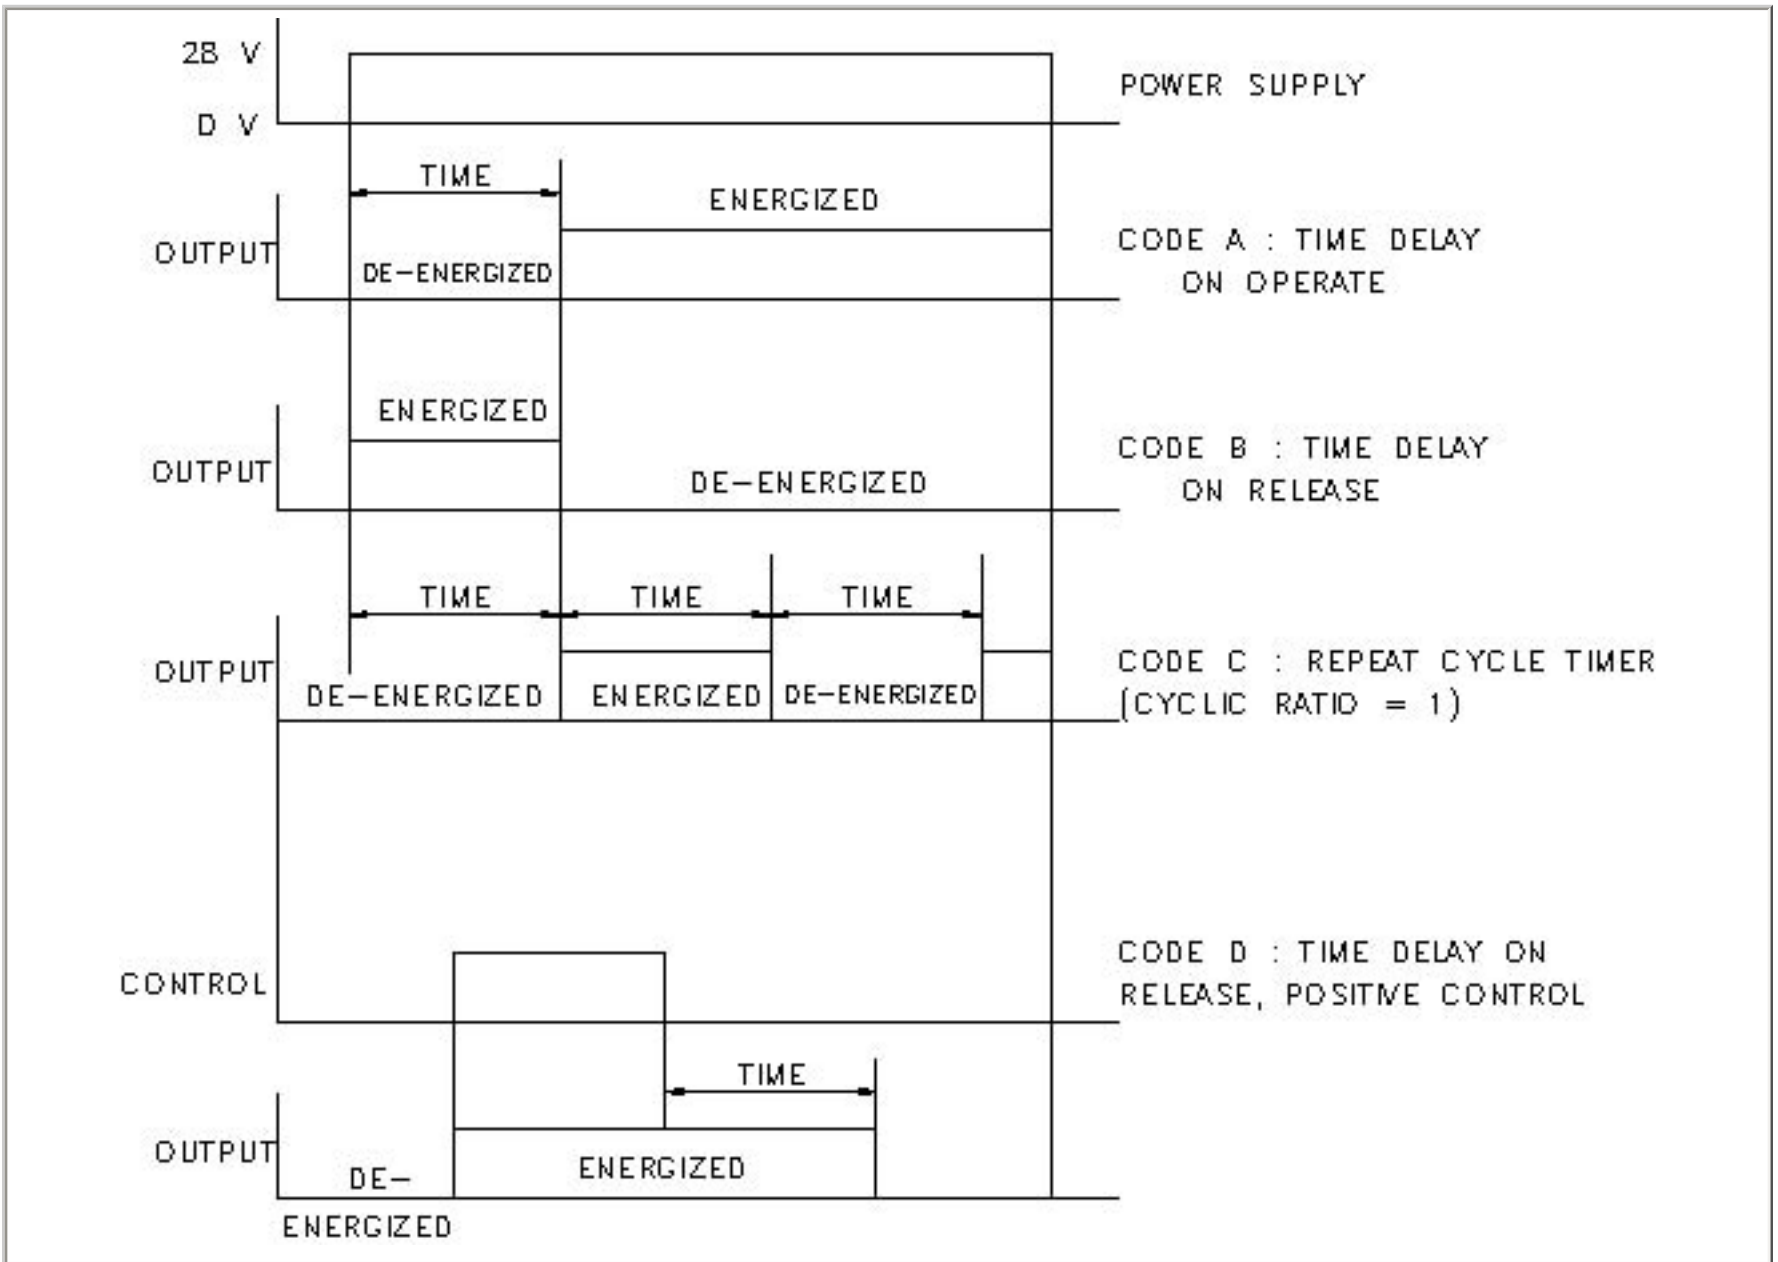 28 V
POWER SUPPLY
0 V
TIME
ENERGIZED
OUTPUT
DE-ENERGIZED
CODE A : TIME DELAY
ON OPERATE
ENERGIZED
OUTPUT
DE-ENERGIZED
CODE B : TIME DELAY
ON RELEASE
TIME TIME TIME
OUTPUT
DE-ENERGIZED ENERGIZED DE-ENERGIZED
CODE C : REPEAT CYCLE TIMER
(CYCLIC RATIO = 1)
CONTROL
CODE D : TIME DELAY ON
RELEASE, POSITIVE CONTROL
TIME
OUTPUT
ENERGIZED
DE-
ENERGIZED